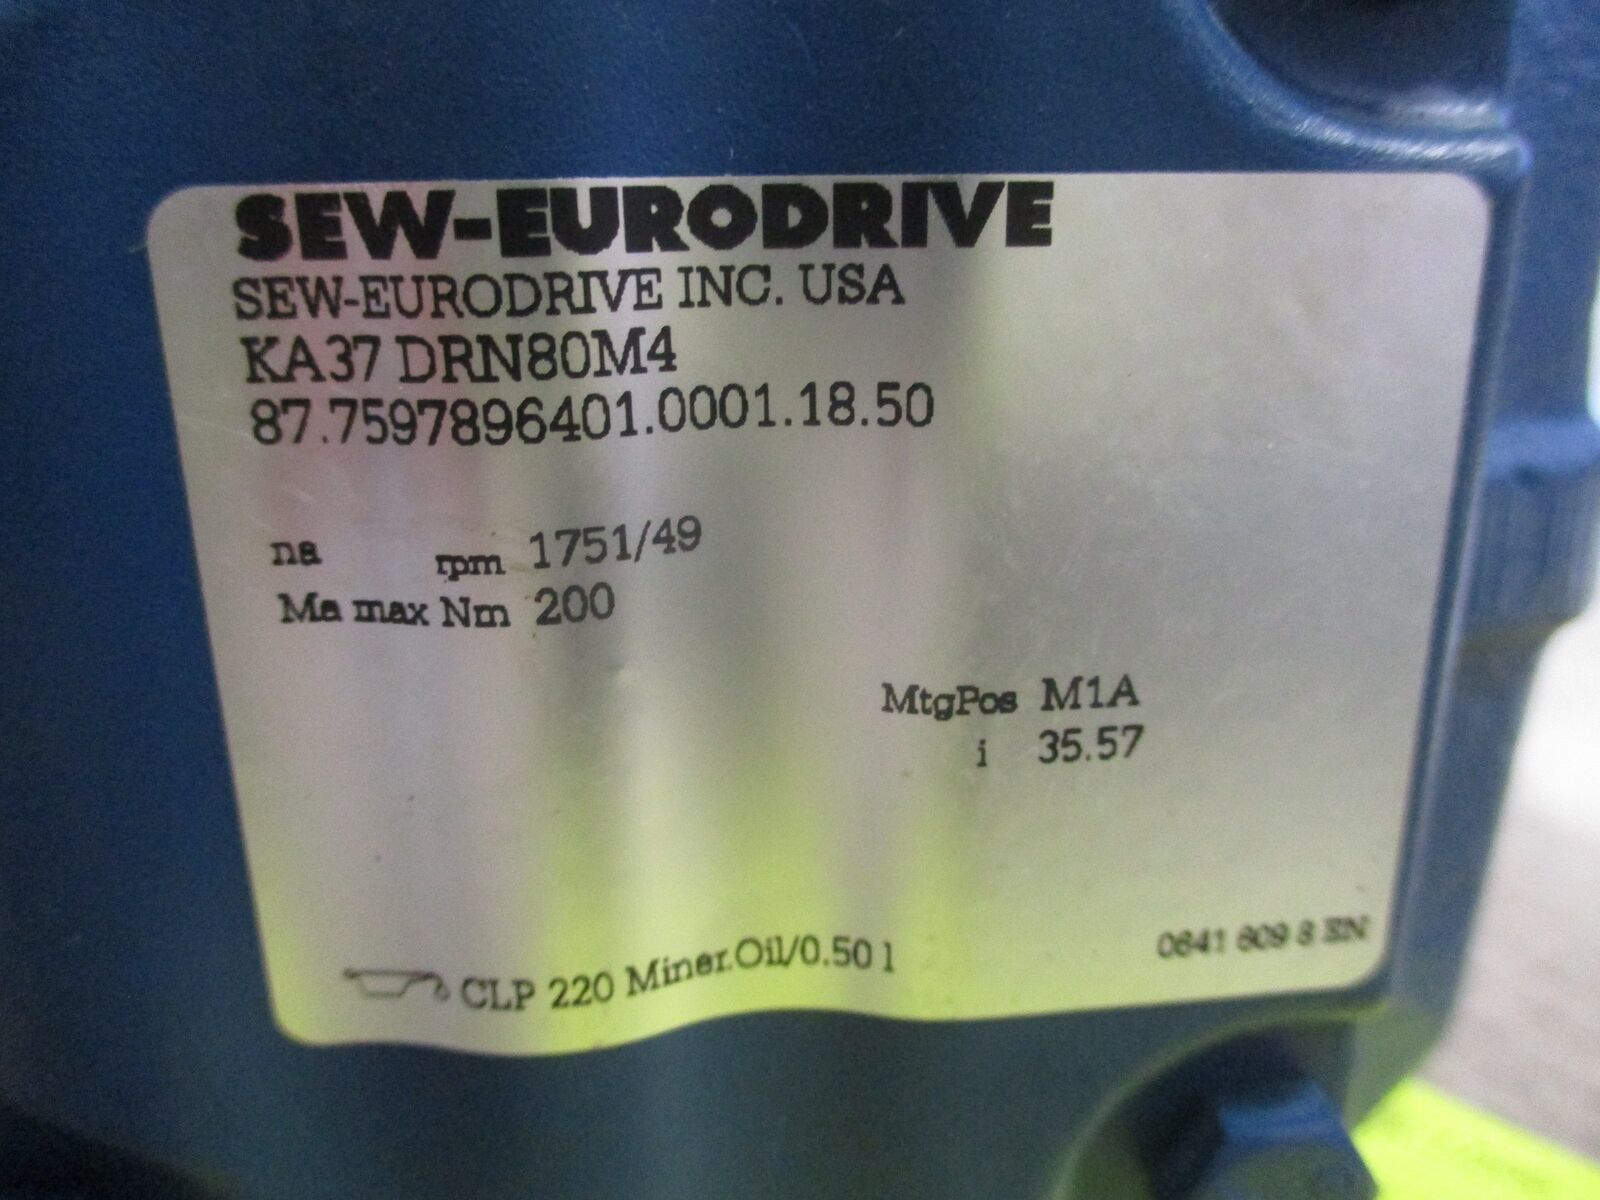 SEW-EURODRIVE
SEW-EURODRIVE INC. USA
KA37 DRN80M4
87.7597896401.0001.18.50
na rpm 1751/49
Ma max Nm 200
MtgPos M1A
i 35.57
CLP 220 Miner.Oil/0.50 l
EN